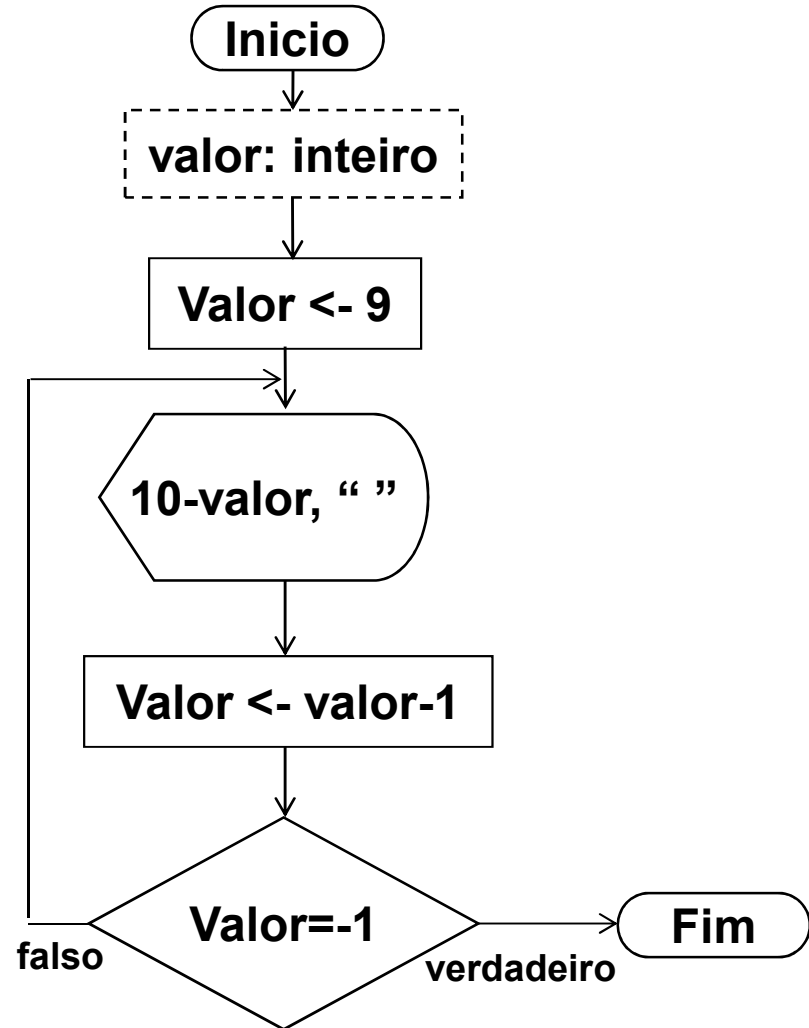 Inicio
valor: inteiro
Valor <- 9
10-valor, “ ”
Valor <- valor-1
Valor=-1
falso
verdadeiro
Fim